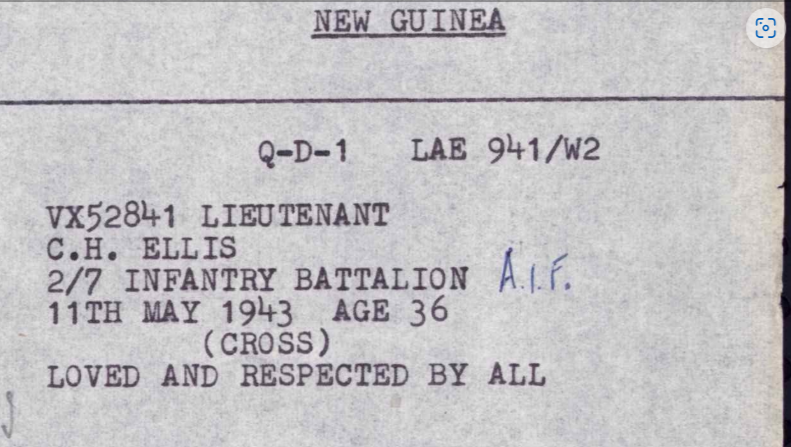 NEW GUINEA
Q-D-1 LAE 941/W2
VX52841 LIEUTENANT
C.H. ELLIS
2/7 INFANTRY BATTALION A.I.F.
11TH MAY 1943 AGE 36
(CROSS)
LOVED AND RESPECTED BY ALL